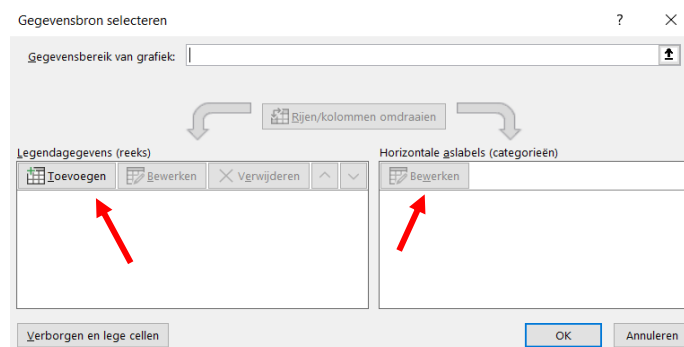 Gegevensbron selecteren ?
Gegevensbereik van grafiek:
Rijen/kolommen omdraaien
Legendagegevens (reeks)
Horizontale aslabels (categorieën)
Toevoegen Bewerken Verwijderen
Bewerken
Verborgen en lege cellen
OK Annuleren